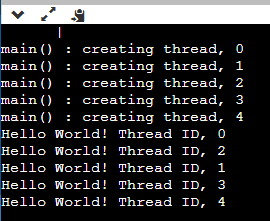 main() : creating thread, 0
main() : creating thread, 1
main() : creating thread, 2
main() : creating thread, 3
main() : creating thread, 4
Hello World! Thread ID, 0
Hello World! Thread ID, 2
Hello World! Thread ID, 1
Hello World! Thread ID, 3
Hello World! Thread ID, 4